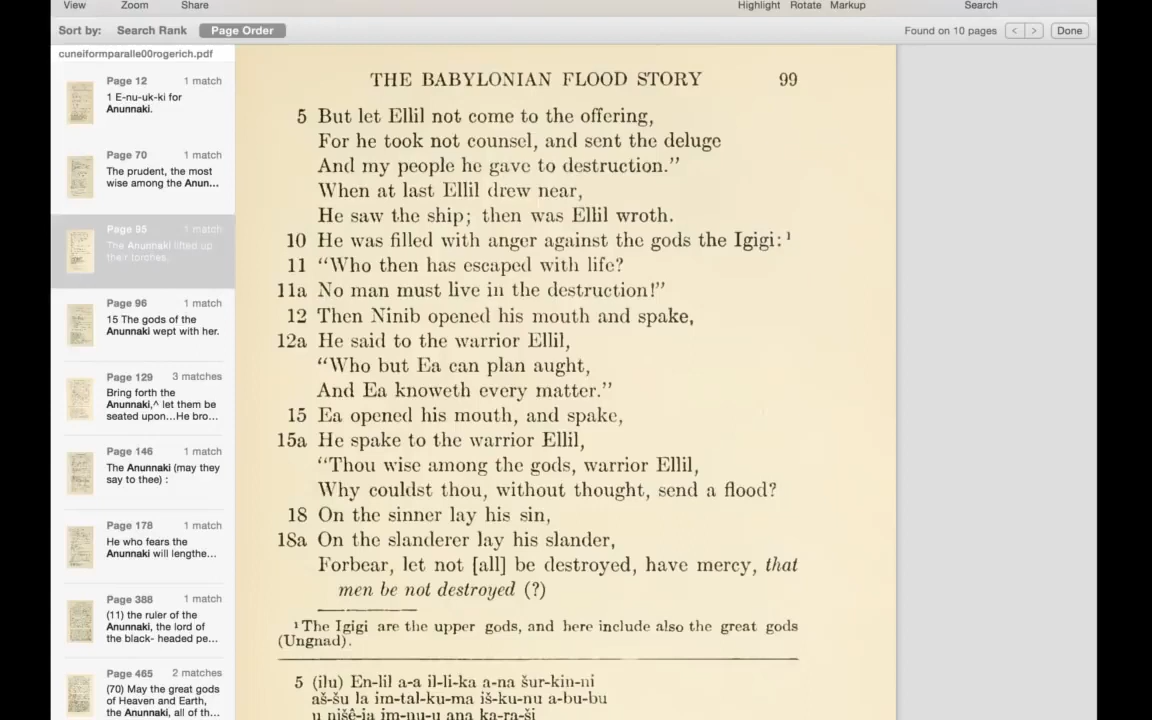 View Zoom Share Highlight Rotate Markup Search
Sort by: Search Rank Page Order Found on 10 pages < > Done
cuneiformparalle00rogerich.pdf
Page 12 1 match
1 E-nu-uk-ki for
Anunnaki.
Page 70 1 match
The prudent, the most
wise among the Anun...
Page 95 1 match
The Anunnaki lifted up
their torches.
Page 96 1 match
15 The gods of the
Anunnaki wept with her.
Page 129 3 matches
Bring forth the
Anunnaki,^ let them be
seated upon...He bro...
Page 146 1 match
The Anunnaki (may they
say to thee) :
Page 178 1 match
He who fears the
Anunnaki will lengthe...
Page 388 1 match
(11) the ruler of the
Anunnaki, the lord of
the black- headed pe...
Page 465 2 matches
(70) May the great gods
of Heaven and Earth,
the Anunnaki, all of th...
THE BABYLONIAN FLOOD STORY 99
5 But let Ellil not come to the offering,
For he took not counsel, and sent the deluge
And my people he gave to destruction.”
When at last Ellil drew near,
He saw the ship; then was Ellil wroth.
10 He was filled with anger against the gods the Igigi:¹
11 “Who then has escaped with life?
11a No man must live in the destruction!”
12 Then Ninib opened his mouth and spake,
12a He said to the warrior Ellil,
“Who but Ea can plan aught,
And Ea knoweth every matter.”
15 Ea opened his mouth, and spake,
15a He spake to the warrior Ellil,
“Thou wise among the gods, warrior Ellil,
Why couldst thou, without thought, send a flood?
18 On the sinner lay his sin,
18a On the slanderer lay his slander,
Forbear, let not [all] be destroyed, have mercy, that
men be not destroyed (?)
¹ The Igigi are the upper gods, and here include also the great gods
(Ungnad).
5 (ilu) En-lil a-a il-li-ka a-na šur-kin-ni
aš-šu la im-tal-ku-ma iš-ku-nu a-bu-bu
u nišê-ia im-nu-u ana ka-ra-ši